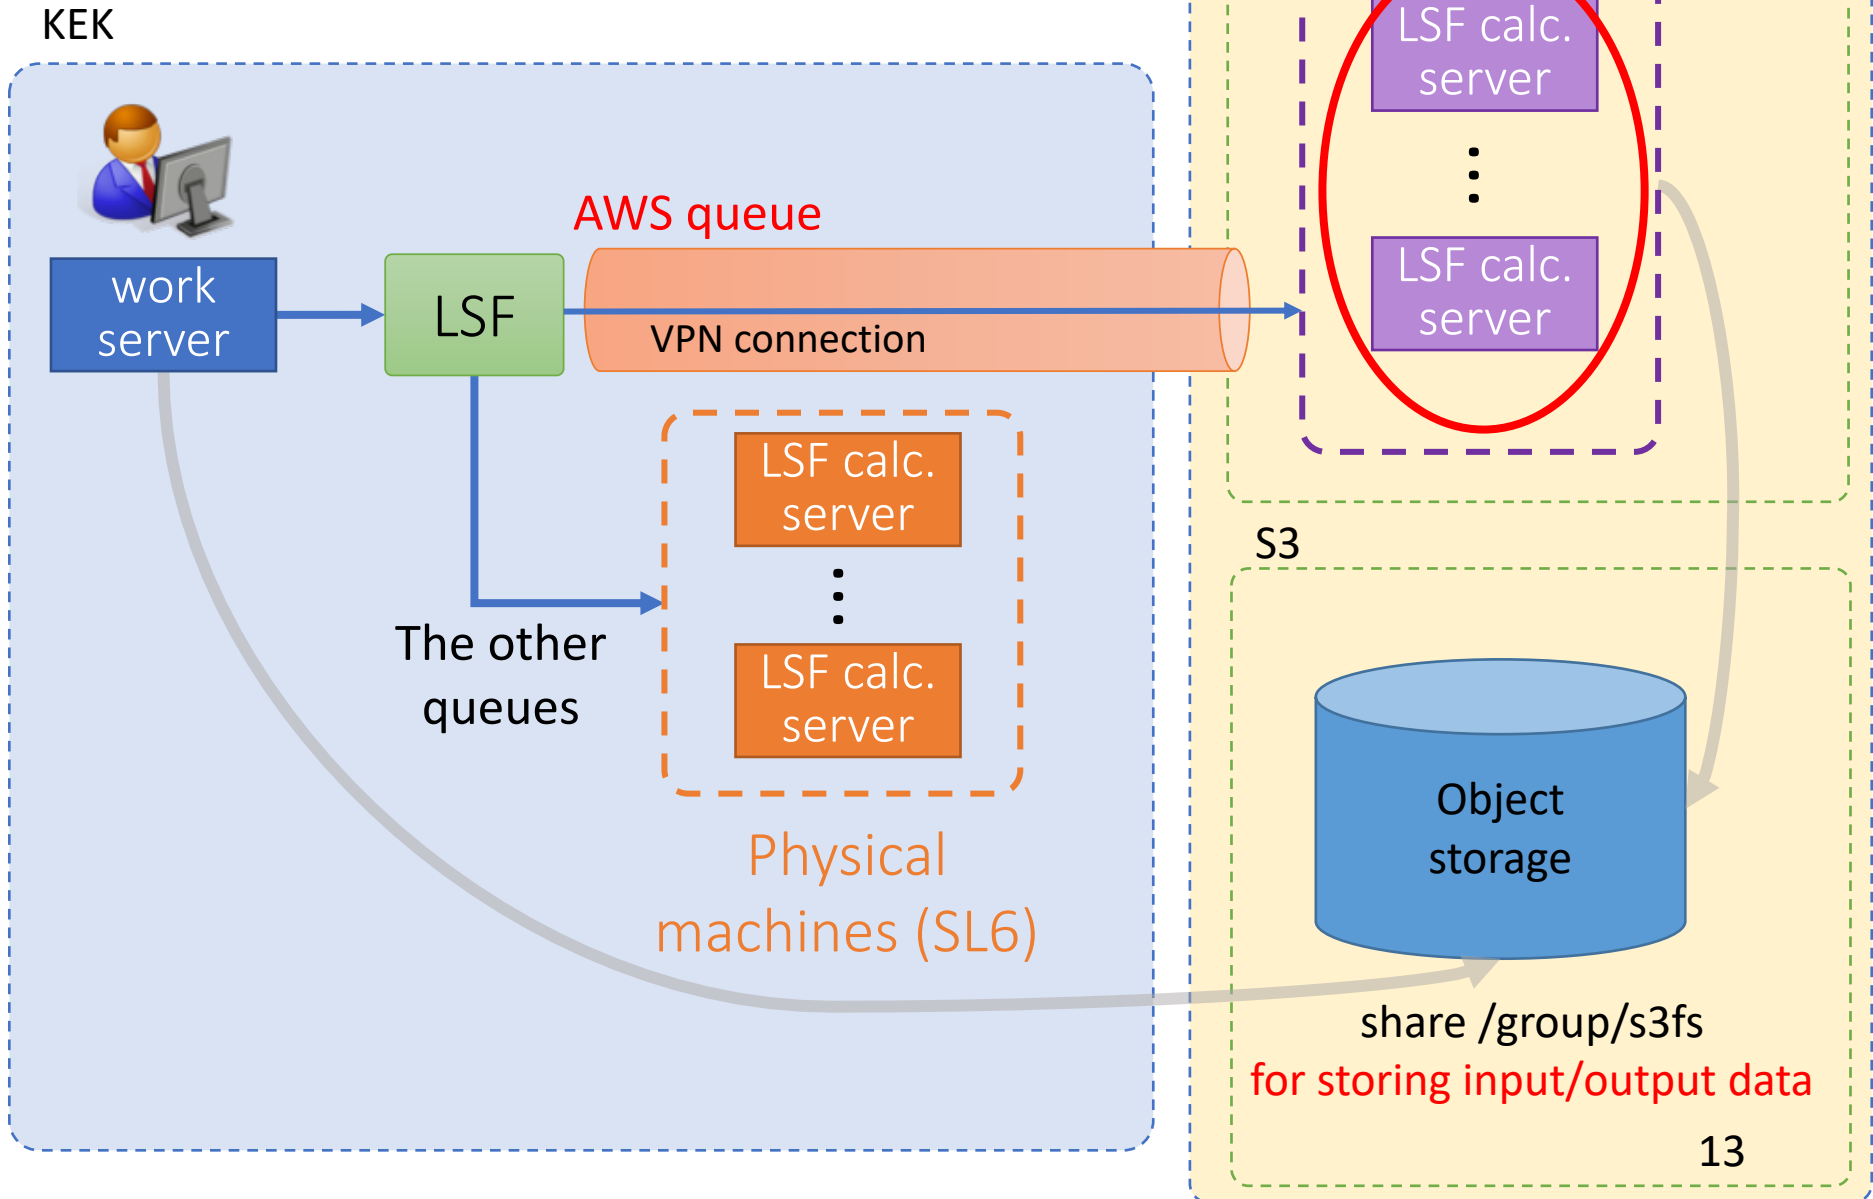 KEK
LSF calc.
server
AWS queue
work
server
LSF
VPN connection
LSF calc.
server
LSF calc.
server
The other
queues
LSF calc.
server
Physical
machines (SL6)
S3
Object
storage
share /group/s3fs
for storing input/output data
13